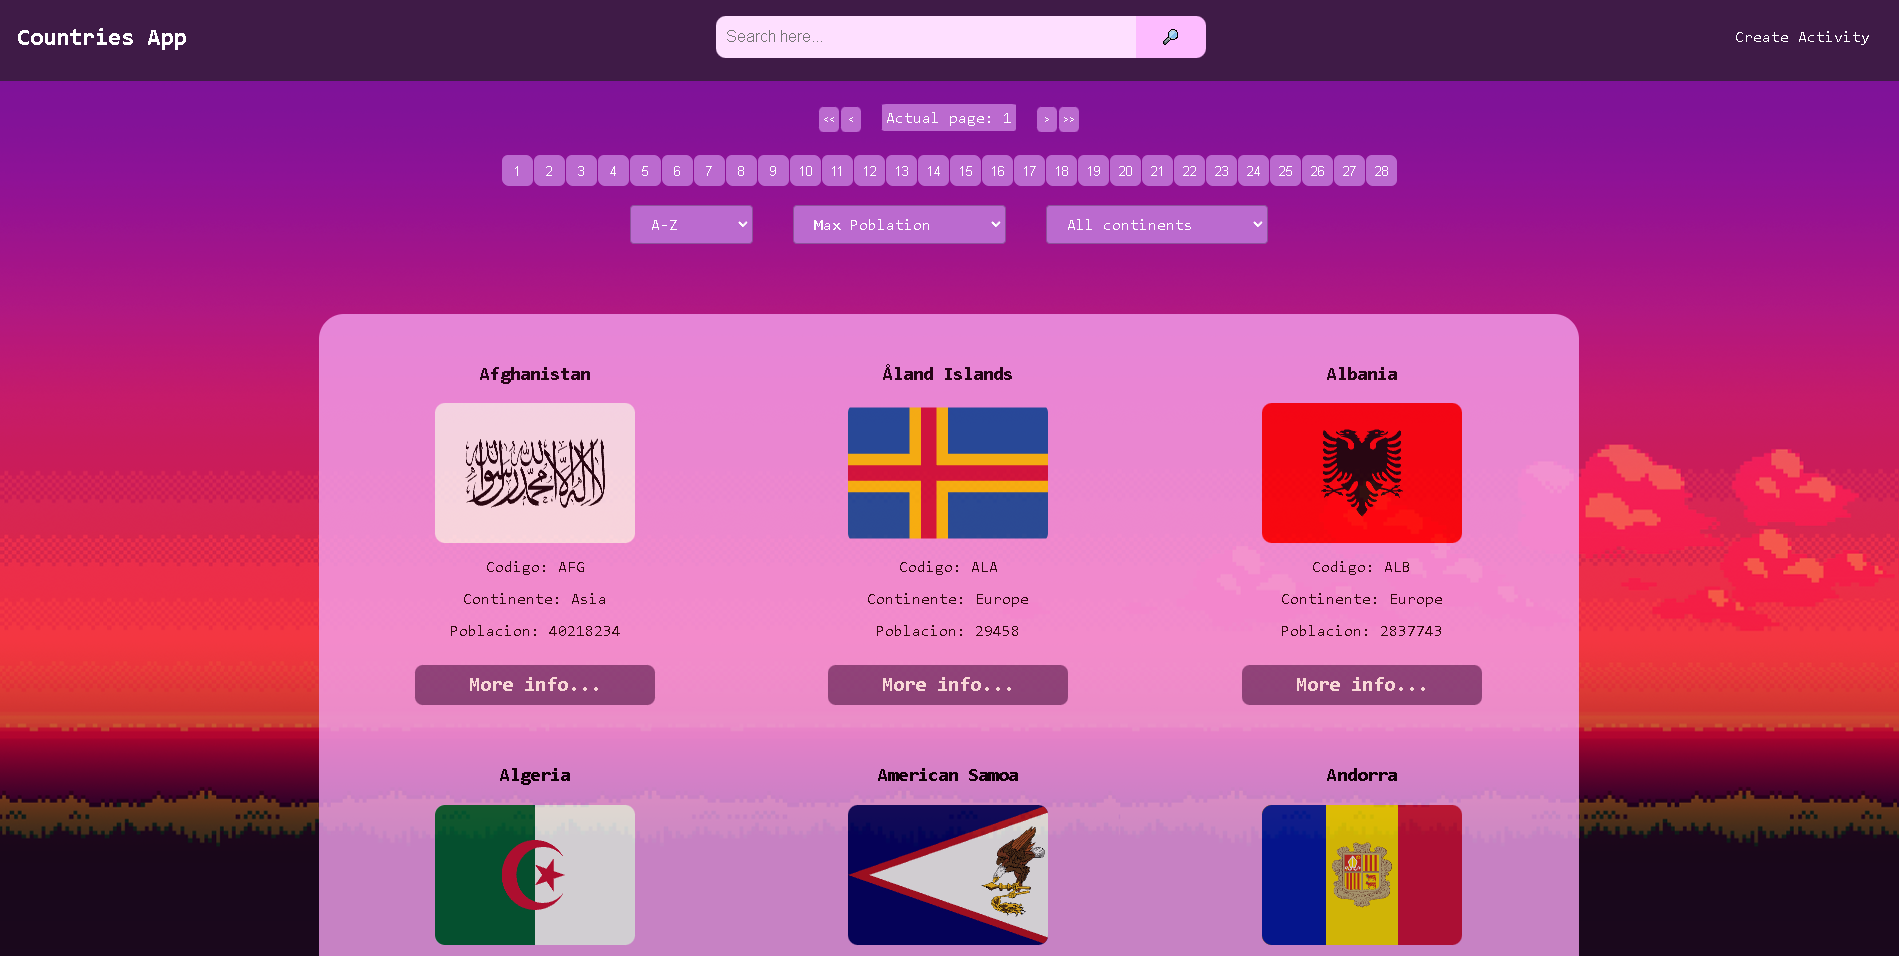 Countries App
Search here...
Create Activity
<< < Actual page: 1 > >>
1 2 3 4 5 6 7 8 9 10 11 12 13 14 15 16 17 18 19 20 21 22 23 24 25 26 27 28
A-Z Max Poblation All continents
Afghanistan Åland Islands Albania
لا إله إلا الله محمد رسول الله
Codigo: AFG Codigo: ALA Codigo: ALB
Continente: Asia Continente: Europe Continente: Europe
Poblacion: 40218234 Poblacion: 29458 Poblacion: 2837743
More info... More info... More info...
Algeria American Samoa Andorra